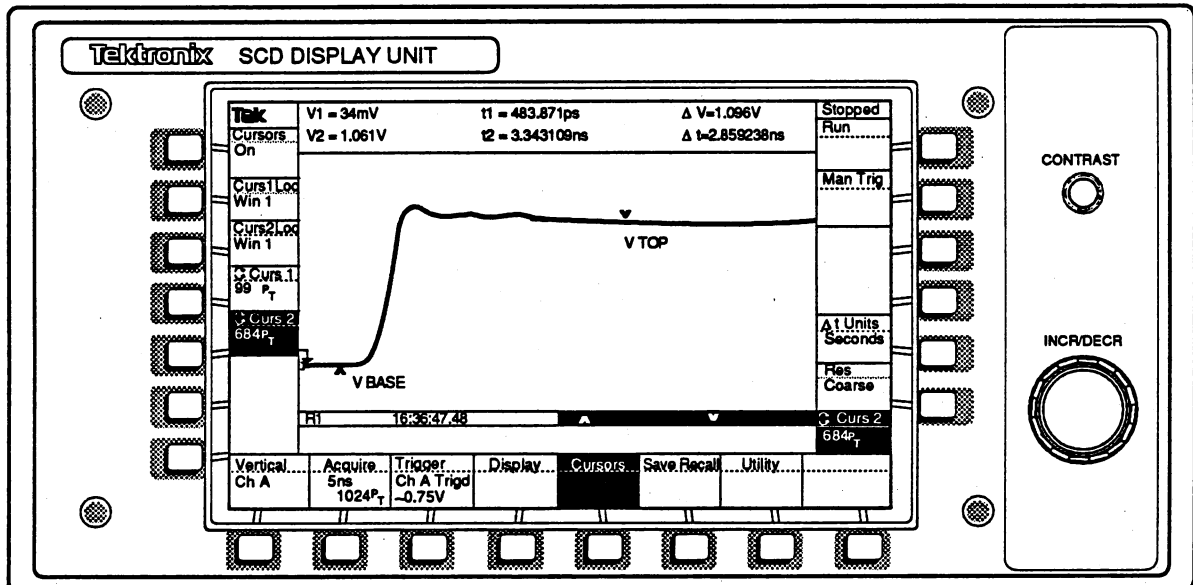 Tektronix SCD DISPLAY UNIT
Tek
V1 = 34mV t1 = 483.871ps Δ V=1.096V
V2 = 1.061V t2 = 3.343109ns Δ t=2.859238ns
Cursors
On
Curs1Loc
Win 1
Curs2Loc
Win 1
Curs 1
99 PT
Curs 2
684PT
V TOP
V BASE
R1 16:36:47.48
Stopped
Run
Man Trig
Δ t Units
Seconds
Res
Coarse
Curs 2
684PT
Vertical
Ch A
Acquire
5ns
1024PT
Trigger
Ch A Trigd
~0.75V
Display
Cursors
Save Recall
Utility
CONTRAST
INCR/DECR